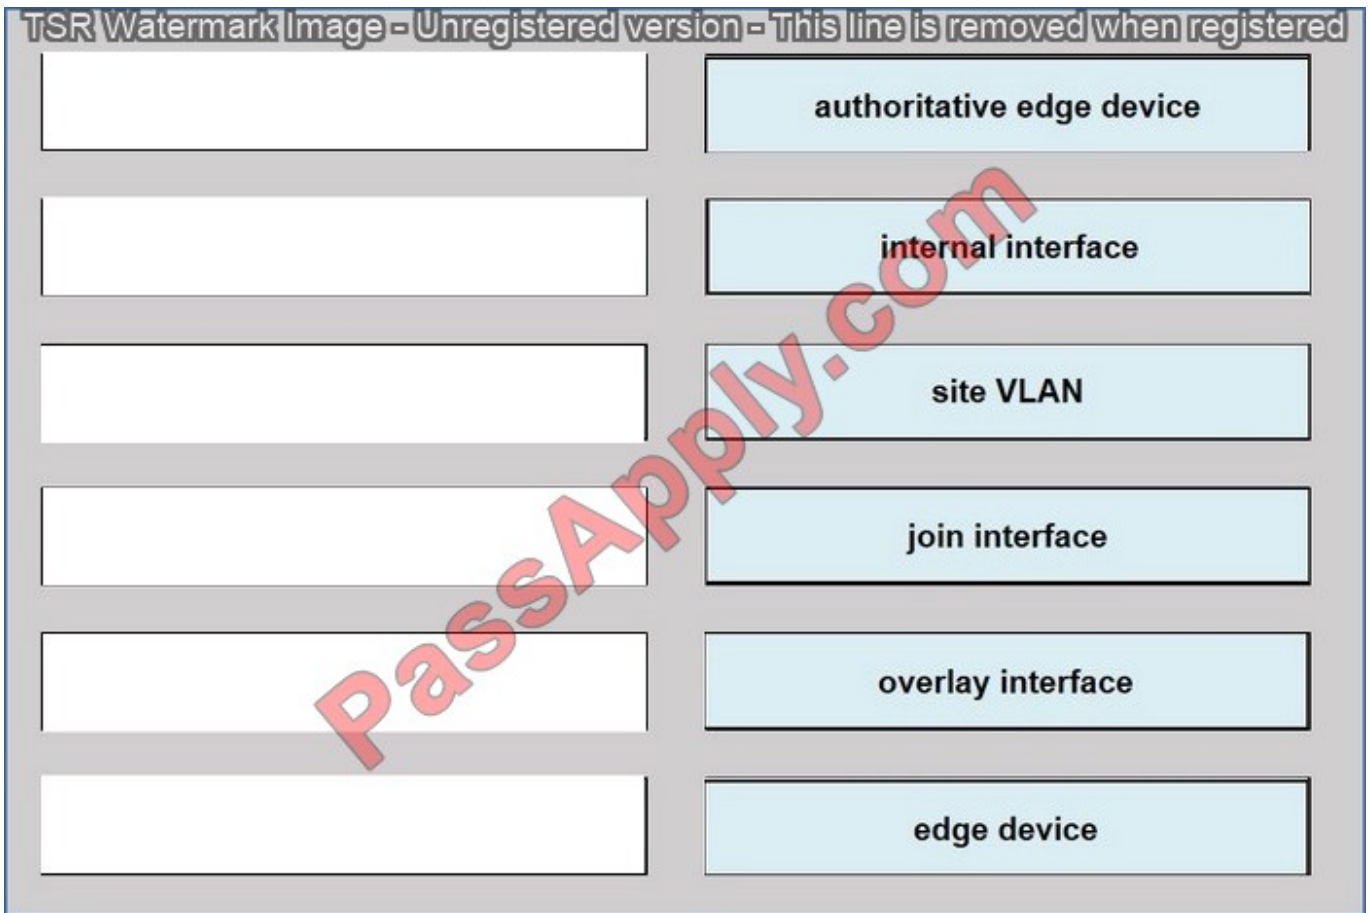 TSR Watermark Image - Unregistered version - This line is removed when registered
authoritative edge device
internal interface
site VLAN
join interface
overlay interface
edge device
PassApply.com